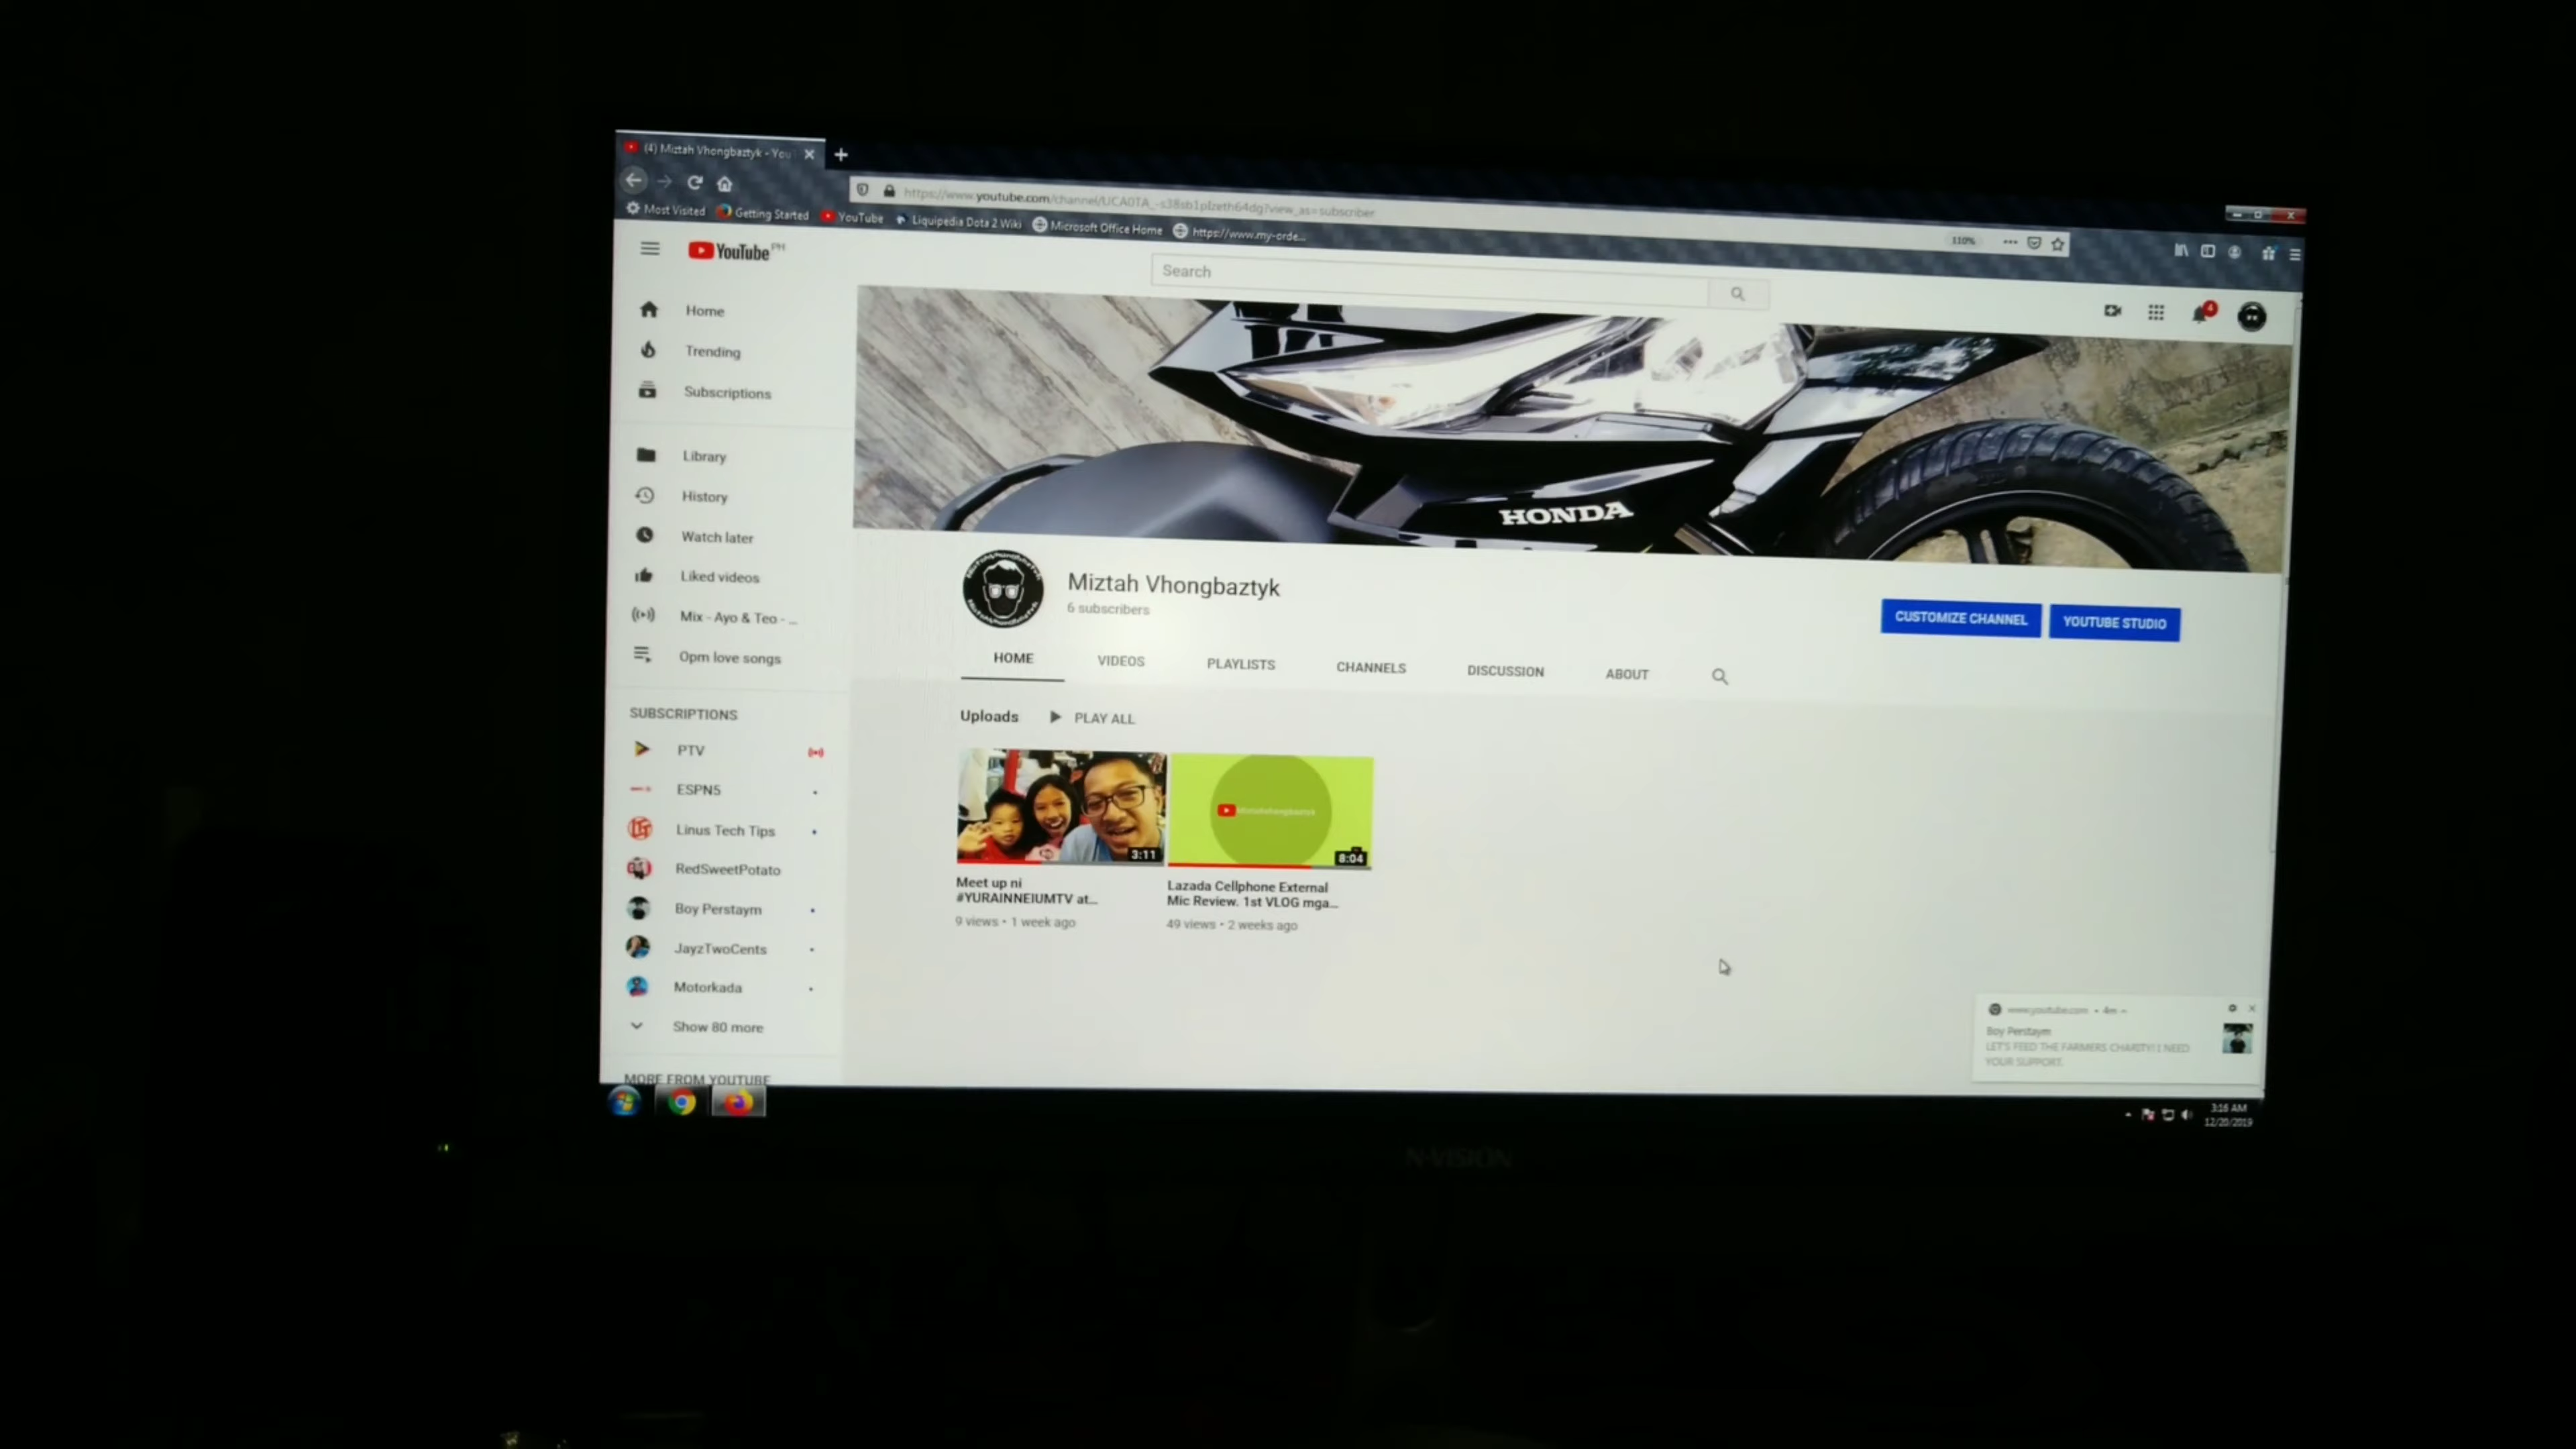 (4) Miztah Vhongbaztyk - You
https://www.youtube.com/channel/UCA0TA_-s38sb1pfzeth64dg?view_as=subscriber
110%
Most Visited Getting Started YouTube Liquipedia Dota 2 Wiki Microsoft Office Home https://www.my-orde...
YouTube PH
Search
4
Home
Trending
Subscriptions
Library
History
Watch later
Liked videos
Mix - Ayo & Teo - ...
Opm love songs
SUBSCRIPTIONS
PTV
ESPN5
Linus Tech Tips
RedSweetPotato
Boy Perstaym
JayzTwoCents
Motorkada
Show 80 more
MORE FROM YOUTUBE
HONDA
Miztah Vhongbaztyk
6 subscribers
CUSTOMIZE CHANNEL YOUTUBE STUDIO
HOME VIDEOS PLAYLISTS CHANNELS DISCUSSION ABOUT
Uploads PLAY ALL
3:11
8:04
Meet up ni
#YURAINNEIUMTV at...
9 views • 1 week ago
Lazada Cellphone External
Mic Review. 1st VLOG mga...
49 views • 2 weeks ago
www.youtube.com • 4m
Boy Perstaym
LET'S FEED THE FARMERS CHARITY! I NEED
YOUR SUPPORT.
3:16 AM
12/20/2019
N-VISION